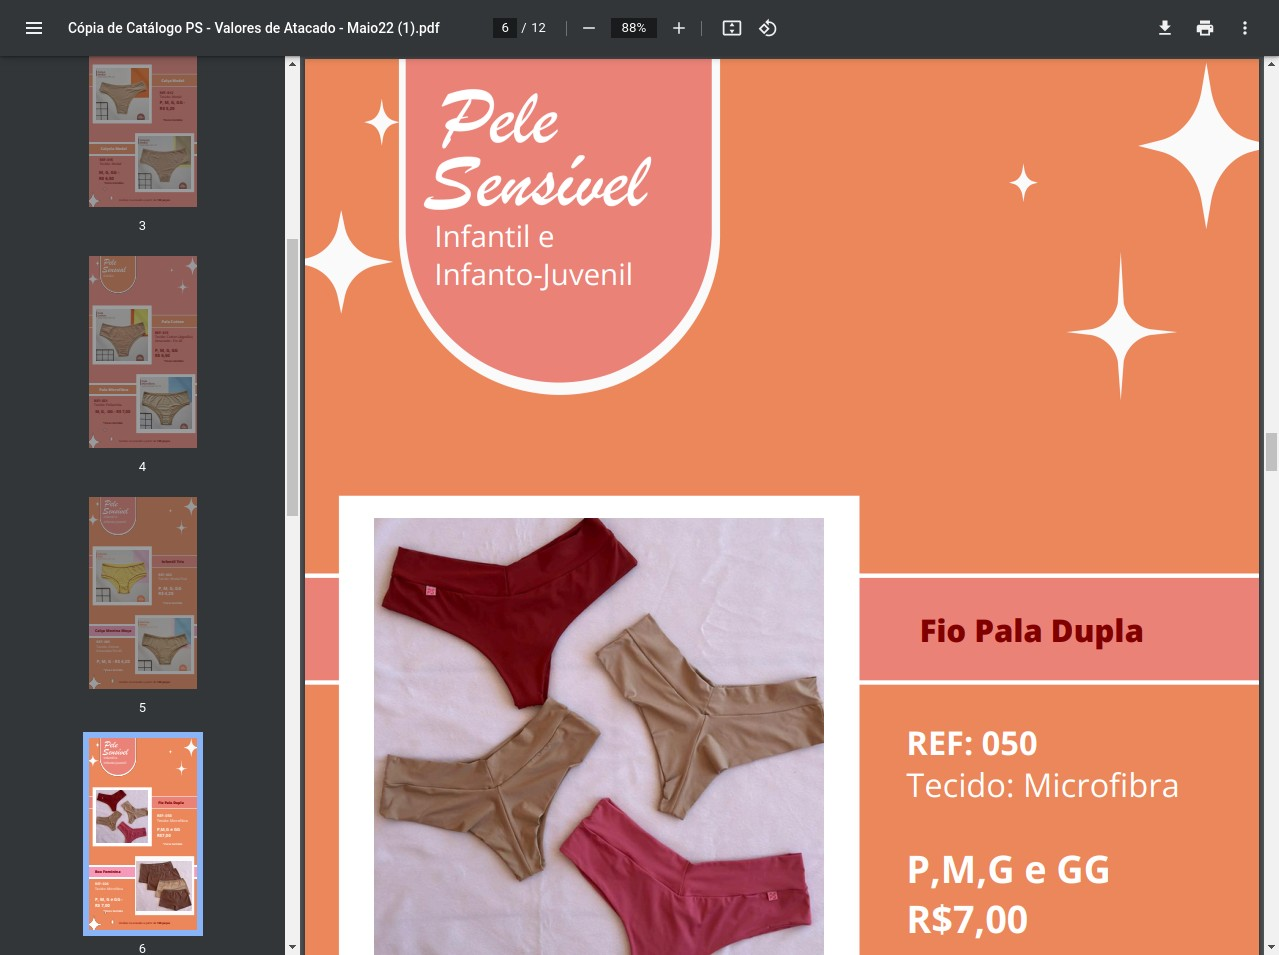 Cópia de Catálogo PS - Valores de Atacado - Maio22 (1).pdf
6 / 12
88%
3
4
5
6
Pele
Sensível
Infantil e
Infanto-Juvenil
Fio Pala Dupla
REF: 050
Tecido: Microfibra
P,M,G e GG
R$7,00